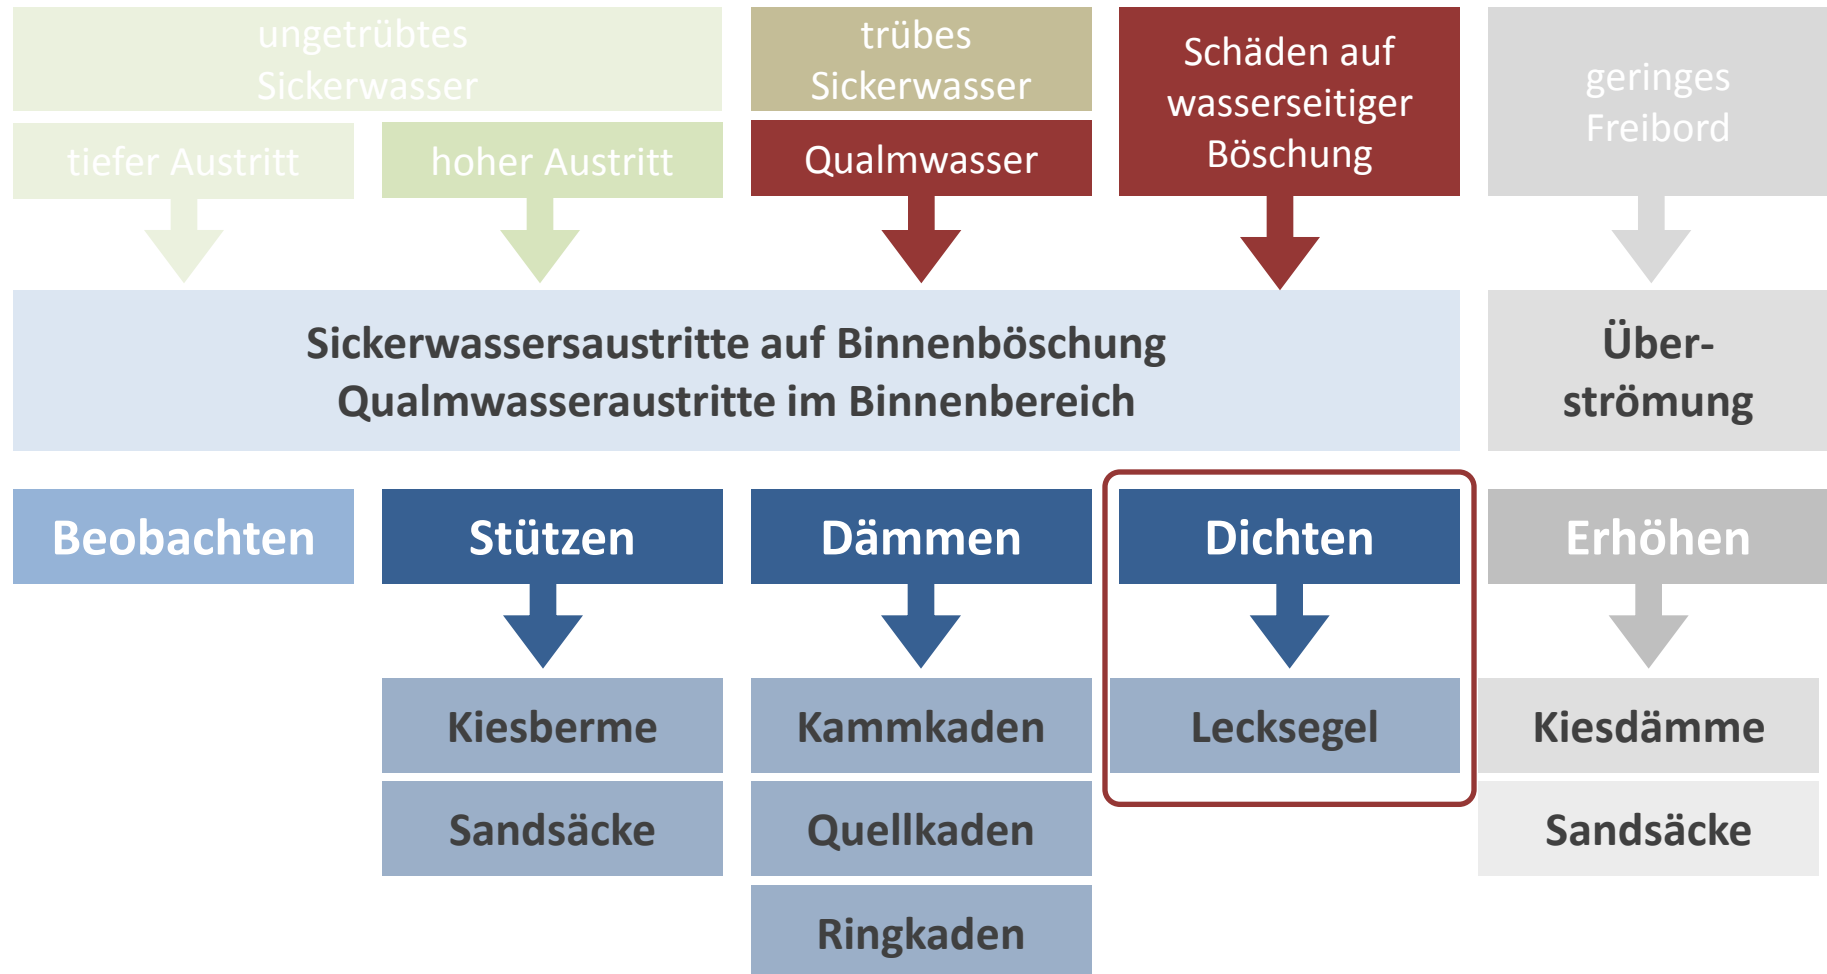 ungetrübtes
Sickerwasser
tiefer Austritt
hoher Austritt
trübes
Sickerwasser
Qualmwasser
Schäden auf
wasserseitiger
Böschung
geringes
Freibord
Sickerwassersaustritte auf Binnenböschung
Qualmwasseraustritte im Binnenbereich
Über-
strömung
Beobachten
Stützen
Dämmen
Dichten
Erhöhen
Kiesberme
Kammkaden
Lecksegel
Kiesdämme
Sandsäcke
Quellkaden
Sandsäcke
Ringkaden